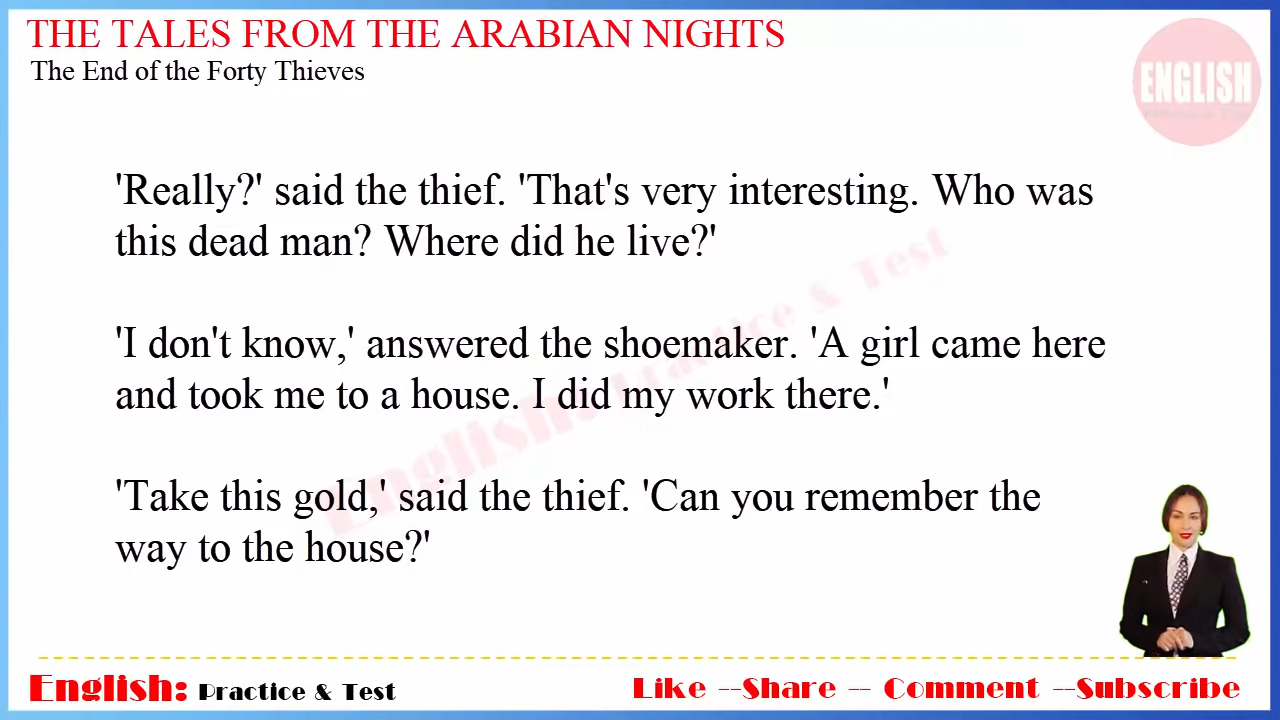 THE TALES FROM THE ARABIAN NIGHTS
The End of the Forty Thieves
ENGLISH
'Really?' said the thief. 'That's very interesting. Who was
this dead man? Where did he live?'
'I don't know,' answered the shoemaker. 'A girl came here
and took me to a house. I did my work there.'
'Take this gold,' said the thief. 'Can you remember the
way to the house?'
English: Practice & Test
English: Practice & Test
Like --Share -- Comment --Subscribe